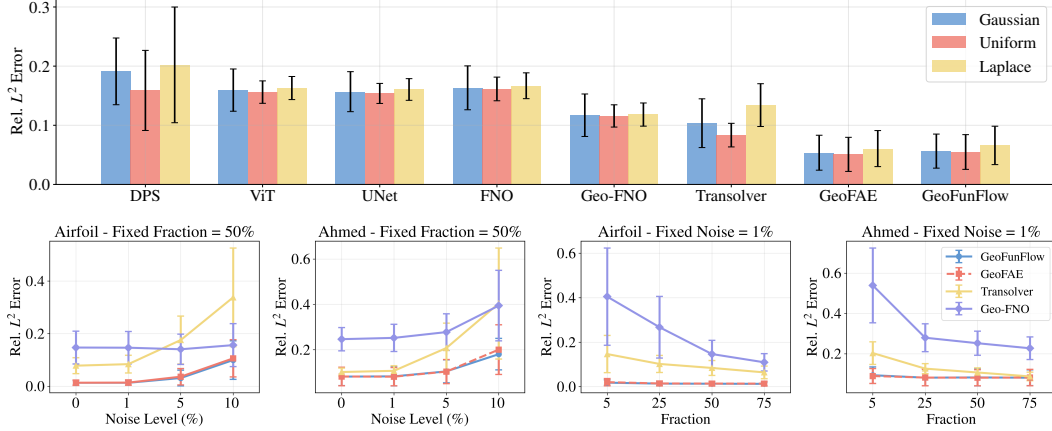 0.3
0.2
0.1
0.0
Rel. L² Error
Gaussian
Uniform
Laplace
DPS ViT UNet FNO Geo-FNO Transolver GeoFAE GeoFunFlow
Airfoil - Fixed Fraction = 50%
0.4
0.2
0.0
Rel. L² Error
0 1 5 10
Noise Level (%)
Ahmed - Fixed Fraction = 50%
0.6
0.4
0.2
Rel. L² Error
0 1 5 10
Noise Level (%)
Airfoil - Fixed Noise = 1%
0.6
0.4
0.2
0.0
Rel. L² Error
5 25 50 75
Fraction
Ahmed - Fixed Noise = 1%
0.6
0.4
0.2
Rel. L² Error
GeoFunFlow
GeoFAE
Transolver
Geo-FNO
5 25 50 75
Fraction